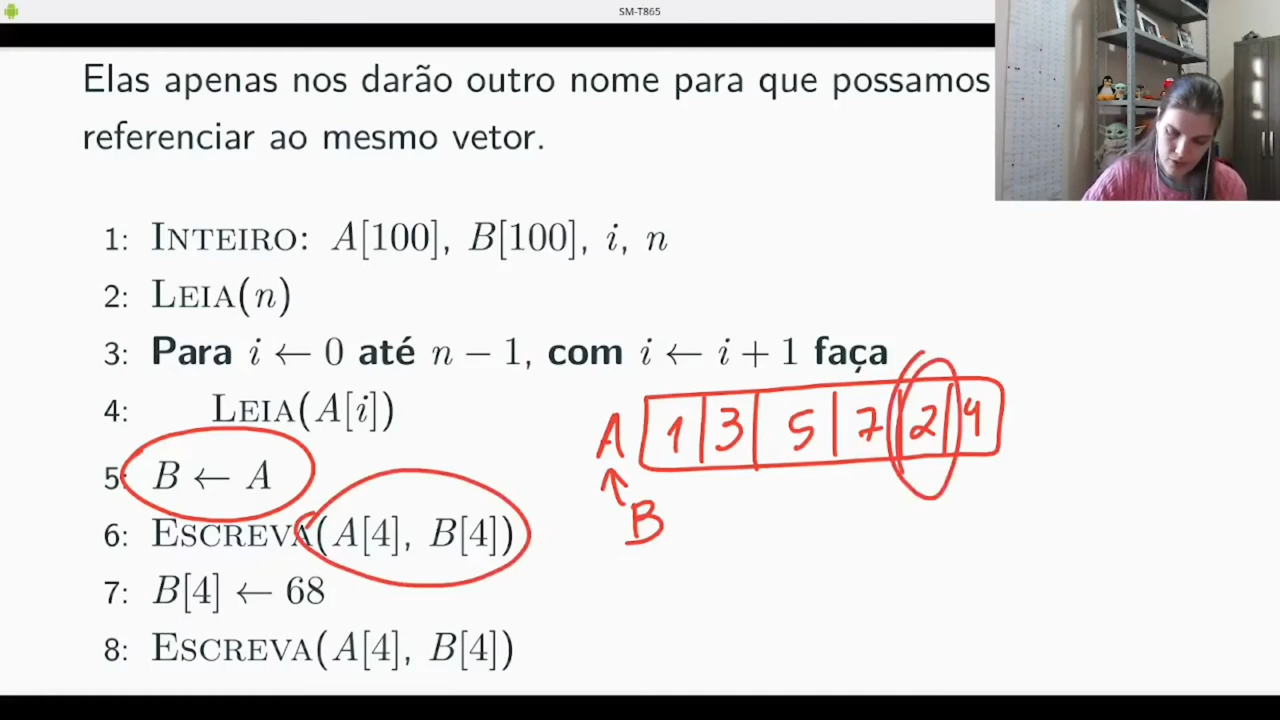 SM-T865
Elas apenas nos darão outro nome para que possamos
referenciar ao mesmo vetor.
1: INTEIRO: A[100], B[100], i, n
2: LEIA(n)
3: Para i ← 0 até n − 1, com i ← i + 1 faça
4: LEIA(A[i])
A 1 3 5 7 2 4
5: B ← A
B
6: ESCREVA(A[4], B[4])
7: B[4] ← 68
8: ESCREVA(A[4], B[4])